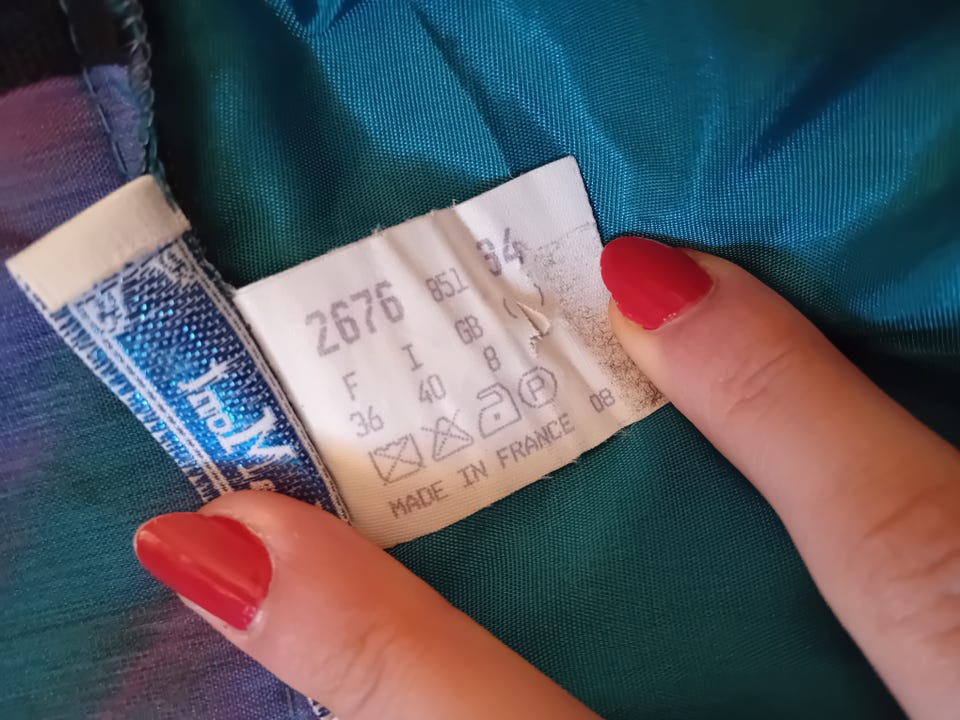 2676 851 34
F I GB
36 40 8
P
MADE IN FRANCE 08